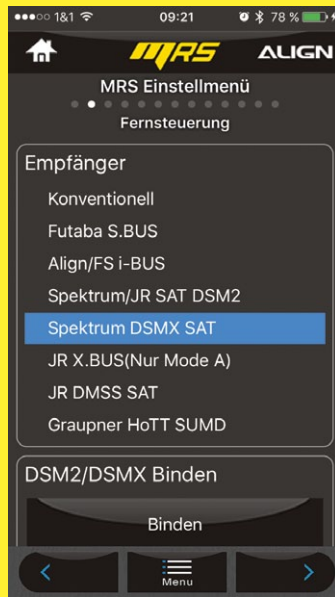 1&1 09:21 78 %
MRS ALIGN
MRS Einstellmenü
Fernsteuerung
Empfänger
Konventionell
Futaba S.BUS
Align/FS i-BUS
Spektrum/JR SAT DSM2
Spektrum DSMX SAT
JR X.BUS(Nur Mode A)
JR DMSS SAT
Graupner HoTT SUMD
DSM2/DSMX Binden
Binden
Menu